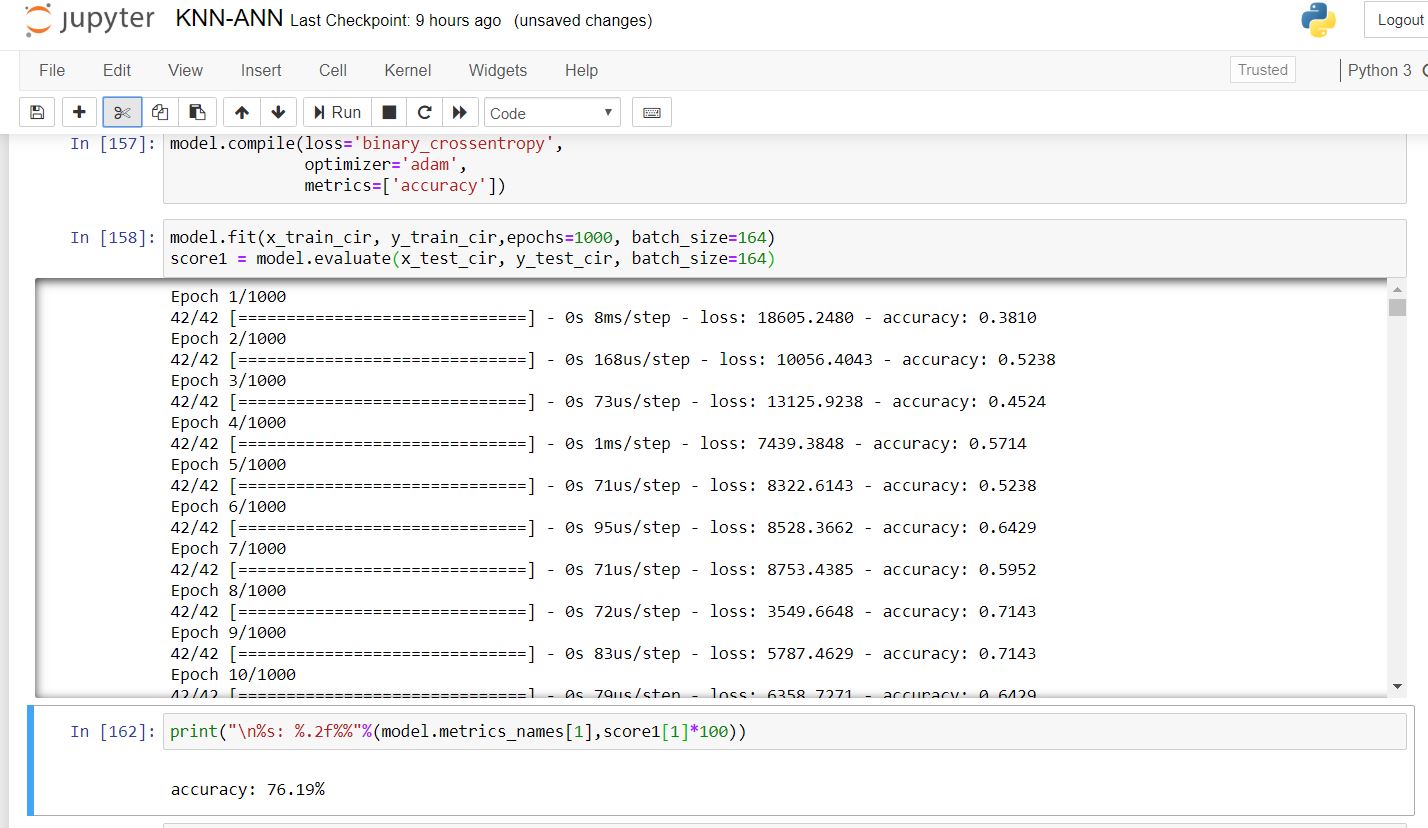 jupyter KNN-ANN Last Checkpoint: 9 hours ago (unsaved changes)
Logout
File Edit View Insert Cell Kernel Widgets Help
Trusted
Python 3
Run
Code
In [157]: model.compile(loss='binary_crossentropy',
optimizer='adam',
metrics=['accuracy'])
In [158]: model.fit(x_train_cir, y_train_cir,epochs=1000, batch_size=164)
score1 = model.evaluate(x_test_cir, y_test_cir, batch_size=164)
Epoch 1/1000
42/42 [==============================] - 0s 8ms/step - loss: 18605.2480 - accuracy: 0.3810
Epoch 2/1000
42/42 [==============================] - 0s 168us/step - loss: 10056.4043 - accuracy: 0.5238
Epoch 3/1000
42/42 [==============================] - 0s 73us/step - loss: 13125.9238 - accuracy: 0.4524
Epoch 4/1000
42/42 [==============================] - 0s 1ms/step - loss: 7439.3848 - accuracy: 0.5714
Epoch 5/1000
42/42 [==============================] - 0s 71us/step - loss: 8322.6143 - accuracy: 0.5238
Epoch 6/1000
42/42 [==============================] - 0s 95us/step - loss: 8528.3662 - accuracy: 0.6429
Epoch 7/1000
42/42 [==============================] - 0s 71us/step - loss: 8753.4385 - accuracy: 0.5952
Epoch 8/1000
42/42 [==============================] - 0s 72us/step - loss: 3549.6648 - accuracy: 0.7143
Epoch 9/1000
42/42 [==============================] - 0s 83us/step - loss: 5787.4629 - accuracy: 0.7143
Epoch 10/1000
42/42 [==============================] - 0s 79us/step - loss: 6358.7271 - accuracy: 0.6429
In [162]: print("\n%s: %.2f%%"%(model.metrics_names[1],score1[1]*100))
accuracy: 76.19%